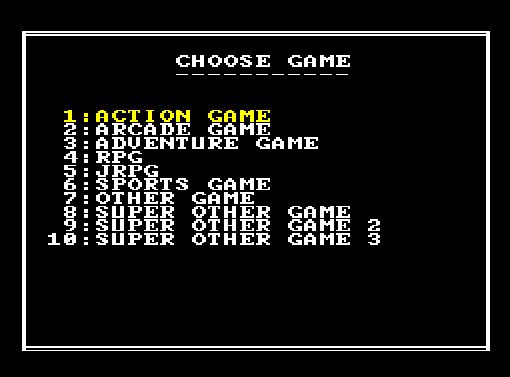 CHOOSE GAME
-----------
1:ACTION GAME
2:ARCADE GAME
3:ADVENTURE GAME
4:RPG
5:JRPG
6:SPORTS GAME
7:OTHER GAME
8:SUPER OTHER GAME
9:SUPER OTHER GAME 2
10:SUPER OTHER GAME 3